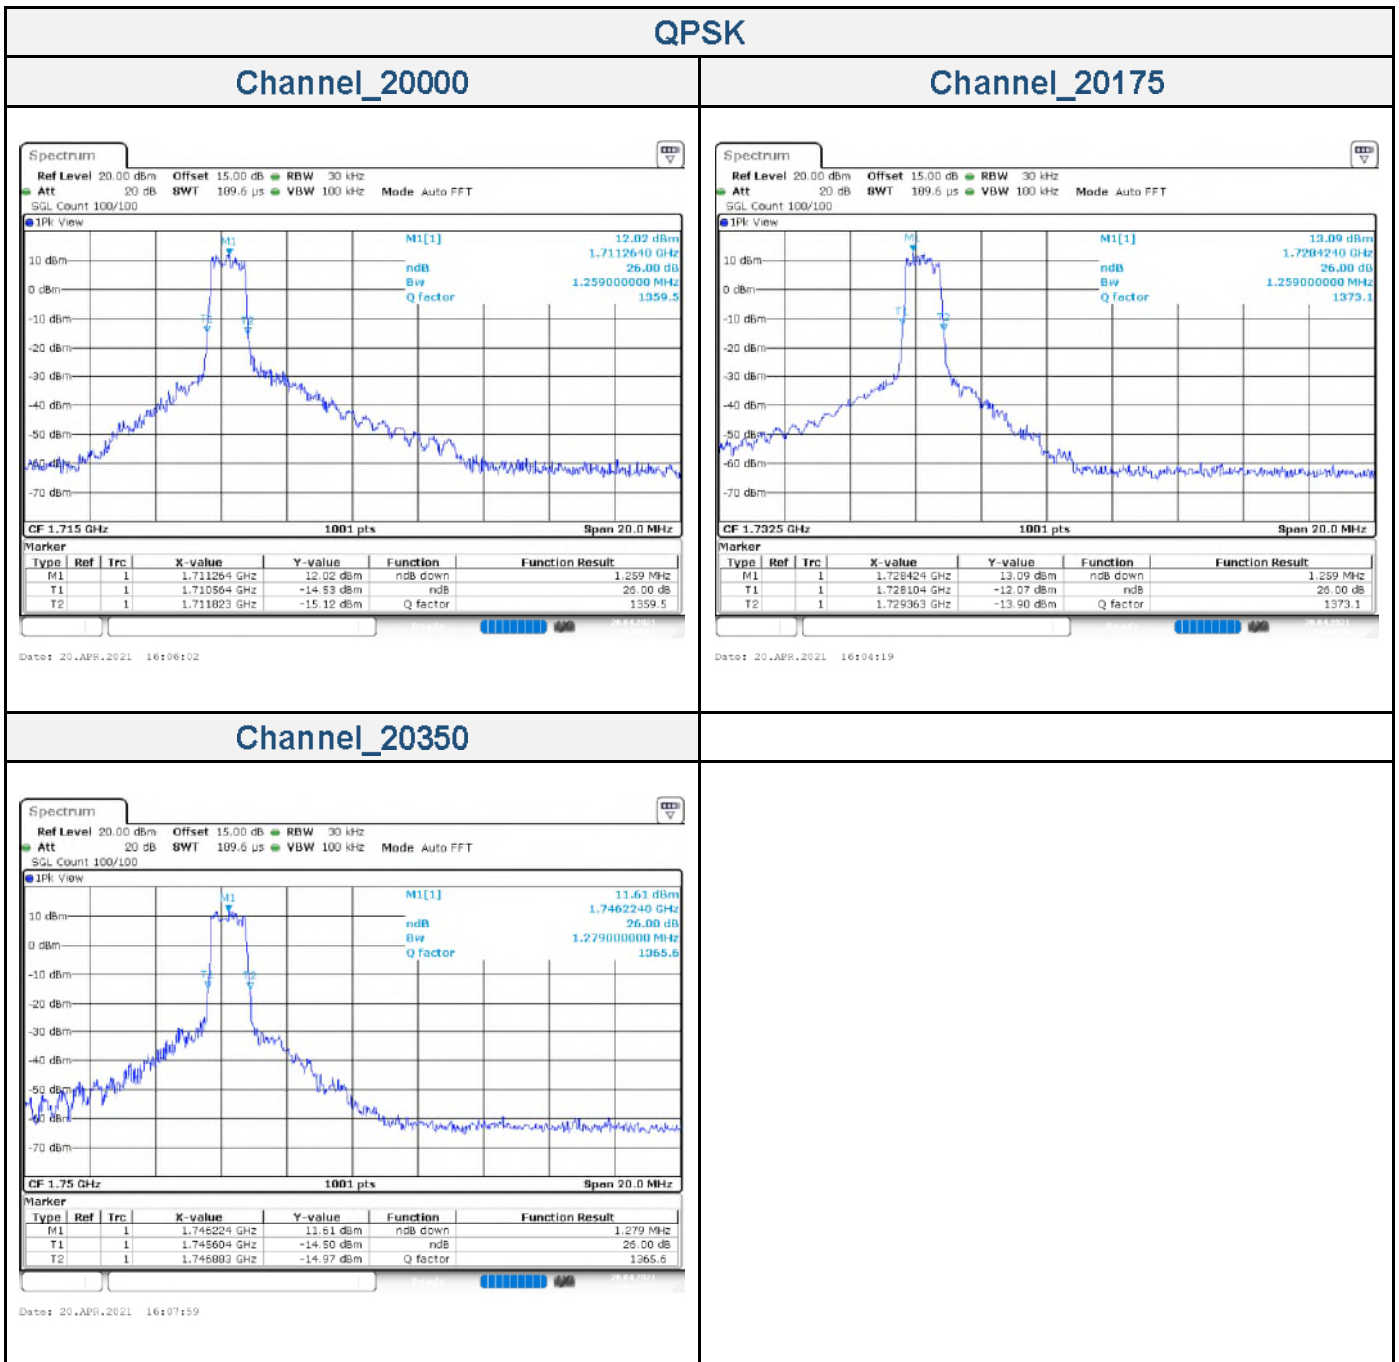 QPSK
Channel_20000
Channel_20175
Spectrum
Ref Level 20.00 dBm Offset 15.00 dB RBW 30 kHz
Att 20 dB SWT 189.6 µs VBW 100 kHz Mode Auto FFT
SGL Count 100/100
1Pk View
M1[1] 12.02 dBm
1.7112640 GHz
ndB 26.00 dB
Bw 1.259000000 MHz
Q factor 1359.5
M1
T1
T2
10 dBm
0 dBm
-10 dBm
-20 dBm
-30 dBm
-40 dBm
-50 dBm
-60 dBm
-70 dBm
CF 1.715 GHz 1001 pts Span 20.0 MHz
Marker
Type Ref Trc X-value Y-value Function Function Result
M1 1 1.711264 GHz 12.02 dBm ndB down 1.259 MHz
T1 1 1.710564 GHz -14.53 dBm ndB 26.00 dB
T2 1 1.711823 GHz -15.12 dBm Q factor 1359.5
Date: 20.APR.2021 16:06:02
Spectrum
Ref Level 20.00 dBm Offset 15.00 dB RBW 30 kHz
Att 20 dB SWT 189.6 µs VBW 100 kHz Mode Auto FFT
SGL Count 100/100
1Pk View
M1[1] 13.09 dBm
1.7284240 GHz
ndB 26.00 dB
Bw 1.259000000 MHz
Q factor 1373.1
M1
T1
T2
10 dBm
0 dBm
-10 dBm
-20 dBm
-30 dBm
-40 dBm
-50 dBm
-60 dBm
-70 dBm
CF 1.7325 GHz 1001 pts Span 20.0 MHz
Marker
Type Ref Trc X-value Y-value Function Function Result
M1 1 1.728424 GHz 13.09 dBm ndB down 1.259 MHz
T1 1 1.728104 GHz -12.07 dBm ndB 26.00 dB
T2 1 1.729363 GHz -13.90 dBm Q factor 1373.1
Date: 20.APR.2021 16:04:19
Channel_20350
Spectrum
Ref Level 20.00 dBm Offset 15.00 dB RBW 30 kHz
Att 20 dB SWT 189.6 µs VBW 100 kHz Mode Auto FFT
SGL Count 100/100
1Pk View
M1[1] 11.61 dBm
1.7462240 GHz
ndB 26.00 dB
Bw 1.279000000 MHz
Q factor 1365.6
M1
T1
T2
10 dBm
0 dBm
-10 dBm
-20 dBm
-30 dBm
-40 dBm
-50 dBm
-60 dBm
-70 dBm
CF 1.75 GHz 1001 pts Span 20.0 MHz
Marker
Type Ref Trc X-value Y-value Function Function Result
M1 1 1.746224 GHz 11.61 dBm ndB down 1.279 MHz
T1 1 1.745604 GHz -14.50 dBm ndB 26.00 dB
T2 1 1.746883 GHz -14.97 dBm Q factor 1365.6
Date: 20.APR.2021 16:07:59